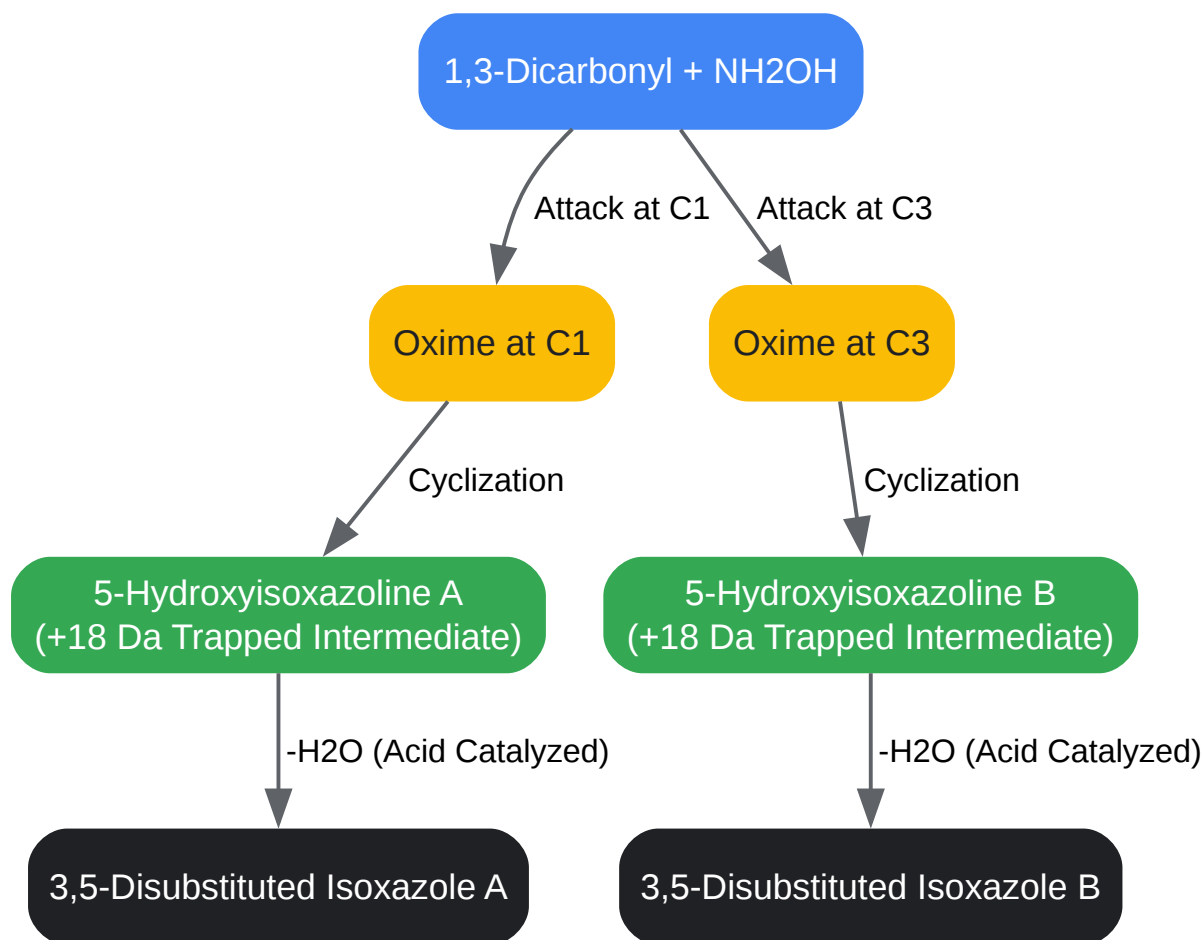 1,3-Dicarbonyl + NH2OH
Attack at C1
Attack at C3
Oxime at C1
Oxime at C3
Cyclization
Cyclization
5-Hydroxyisoxazoline A
(+18 Da Trapped Intermediate)
5-Hydroxyisoxazoline B
(+18 Da Trapped Intermediate)
-H2O (Acid Catalyzed)
-H2O (Acid Catalyzed)
3,5-Disubstituted Isoxazole A
3,5-Disubstituted Isoxazole B